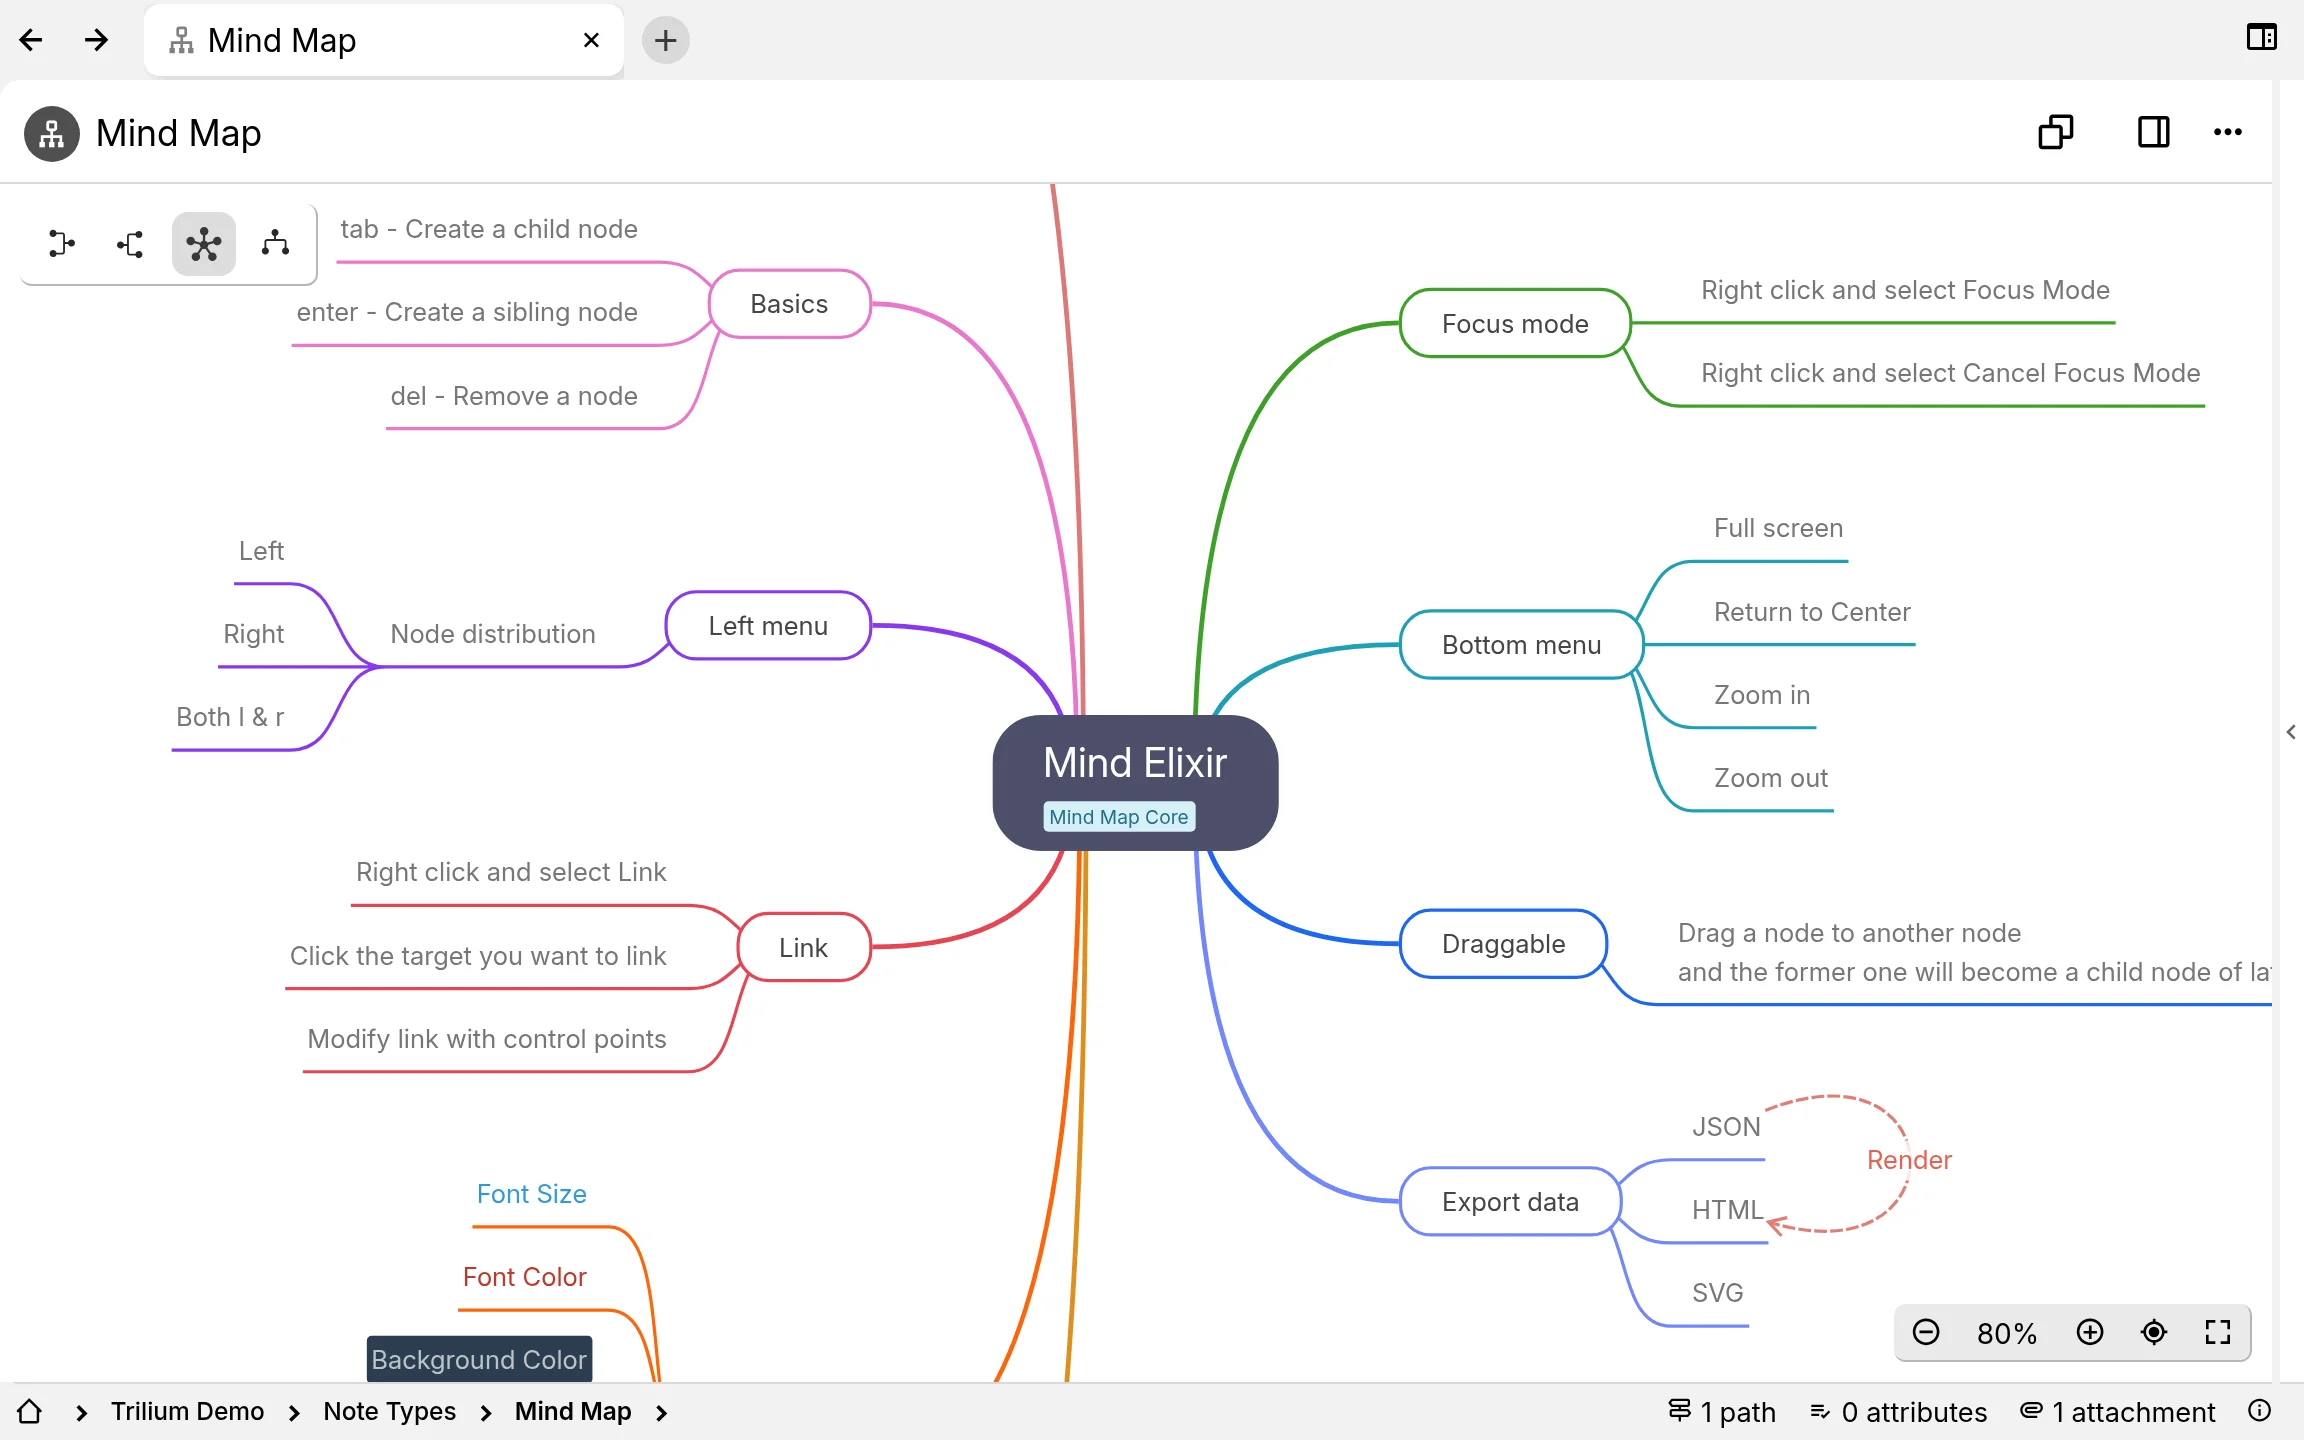 Mind Map
Mind Map
tab - Create a child node
enter - Create a sibling node
del - Remove a node
Basics
Left
Right
Both l & r
Node distribution
Left menu
Right click and select Link
Click the target you want to link
Modify link with control points
Link
Font Size
Font Color
Background Color
Mind Elixir
Mind Map Core
Focus mode
Right click and select Focus Mode
Right click and select Cancel Focus Mode
Bottom menu
Full screen
Return to Center
Zoom in
Zoom out
Draggable
Drag a node to another node
and the former one will become a child node of
Export data
JSON
HTML
SVG
Render
80%
Trilium Demo
Note Types
Mind Map
1 path
0 attributes
1 attachment